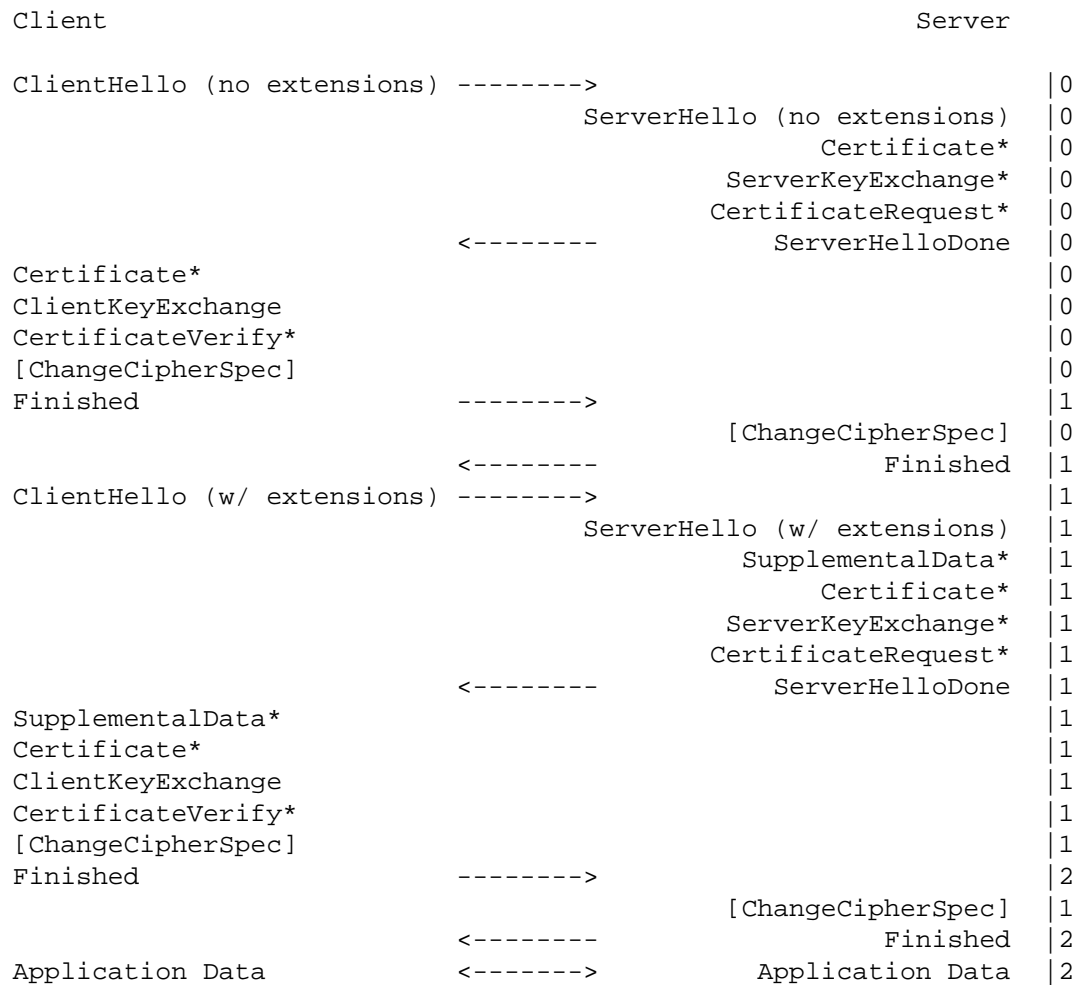 Client                                                   Server

ClientHello (no extensions) -------->                            |0
                                    ServerHello (no extensions)  |0
                                                   Certificate*  |0
                                             ServerKeyExchange*  |0
                                            CertificateRequest*  |0
                            <--------           ServerHelloDone  |0
Certificate*                                                     |0
ClientKeyExchange                                                |0
CertificateVerify*                                               |0
[ChangeCipherSpec]                                               |0
Finished                    -------->                            |1
                                             [ChangeCipherSpec]  |0
                            <--------                  Finished  |1
ClientHello (w/ extensions) -------->                            |1
                                    ServerHello (w/ extensions)  |1
                                              SupplementalData*  |1
                                                   Certificate*  |1
                                             ServerKeyExchange*  |1
                                            CertificateRequest*  |1
                            <--------           ServerHelloDone  |1
SupplementalData*                                                |1
Certificate*                                                     |1
ClientKeyExchange                                                |1
CertificateVerify*                                               |1
[ChangeCipherSpec]                                               |1
Finished                    -------->                            |2
                                             [ChangeCipherSpec]  |1
                            <--------                  Finished  |2
Application Data            <------->          Application Data  |2